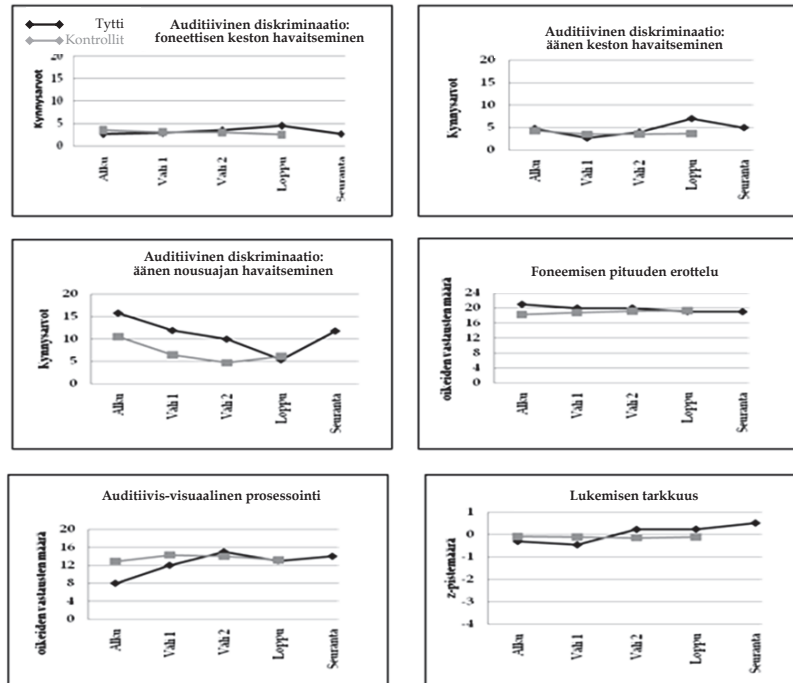 Tytti
Kontrollit
Auditiivinen diskriminaatio:
foneettisen keston havaitseminen
Kynnysarvot
20
15
10
5
0
Alku
Väli 1
Väli 2
Loppu
Seuranta
Auditiivinen diskriminaatio:
äänen keston havaitseminen
Kynnysarvot
20
15
10
5
0
Alku
Väli 1
Väli 2
Loppu
Seuranta
Auditiivinen diskriminaatio:
äänen nousuajan havaitseminen
Kynnysarvot
20
15
10
5
0
Alku
Väli 1
Väli 2
Loppu
Seuranta
Foneemisen pituuden erottelu
oikeiden vastausten määrä
24
20
16
12
8
4
0
Alku
Väli 1
Väli 2
Loppu
Seuranta
Auditiivis-visuaalinen prosessointi
oikeiden vastausten määrä
20
16
12
8
4
0
Alku
Väli 1
Väli 2
Loppu
Seuranta
Lukemisen tarkkuus
z-pistemäärä
1
0
-1
-2
-3
-4
Alku
Väli 1
Väli 2
Loppu
Seuranta